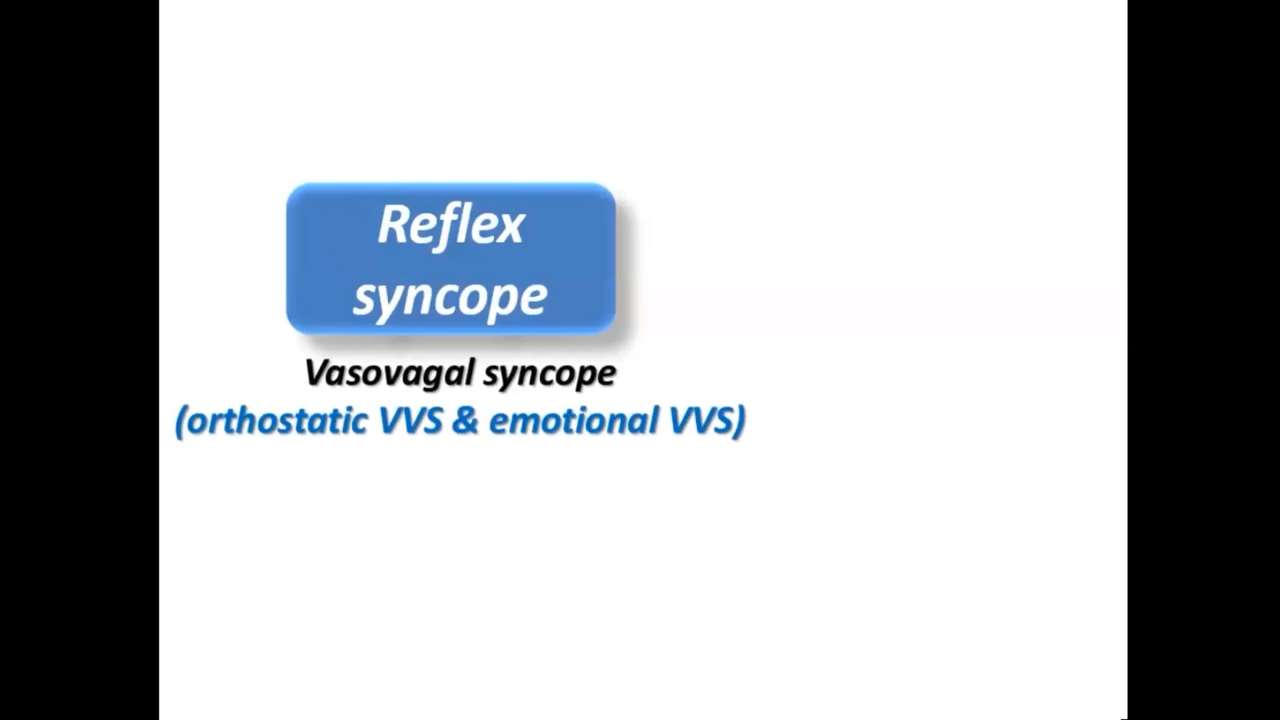 Reflex
syncope
Vasovagal syncope
(orthostatic VVS & emotional VVS)